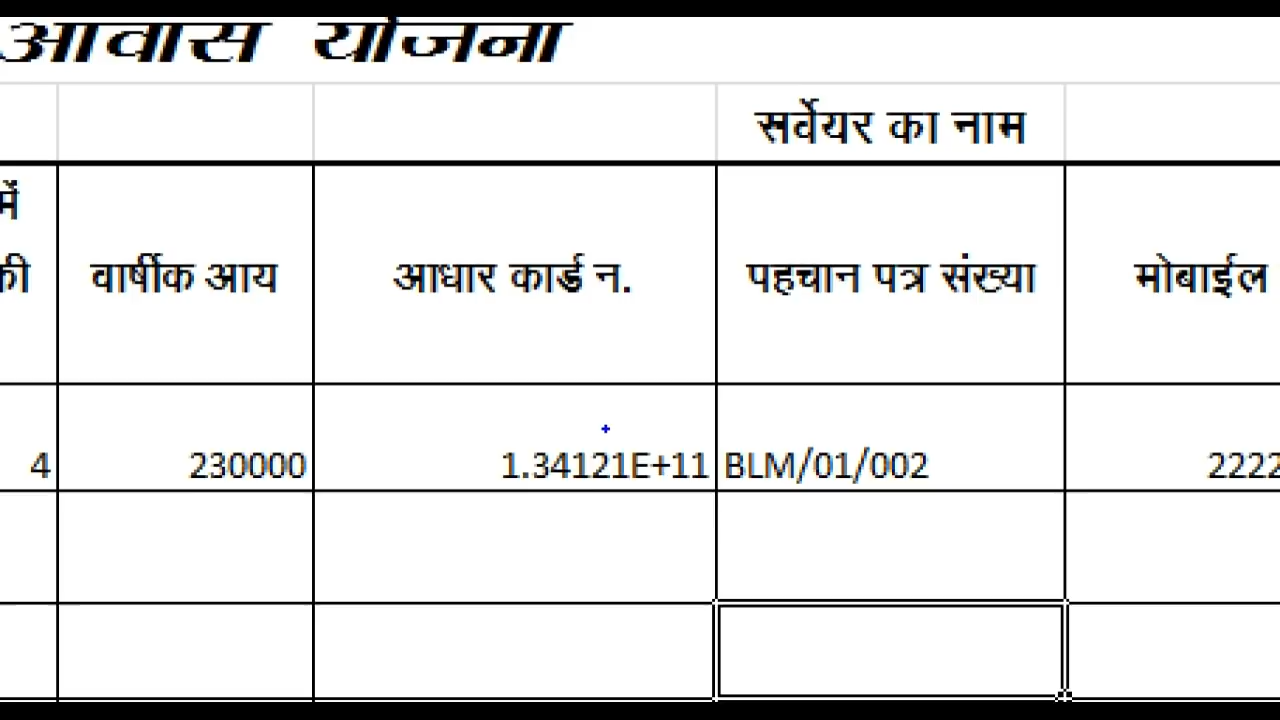 आवास योजना
सर्वेयर का नाम
में
की वार्षीक आय आधार कार्ड न. पहचान पत्र संख्या मोबाईल
4 230000 1.34121E+11 BLM/01/002 2222